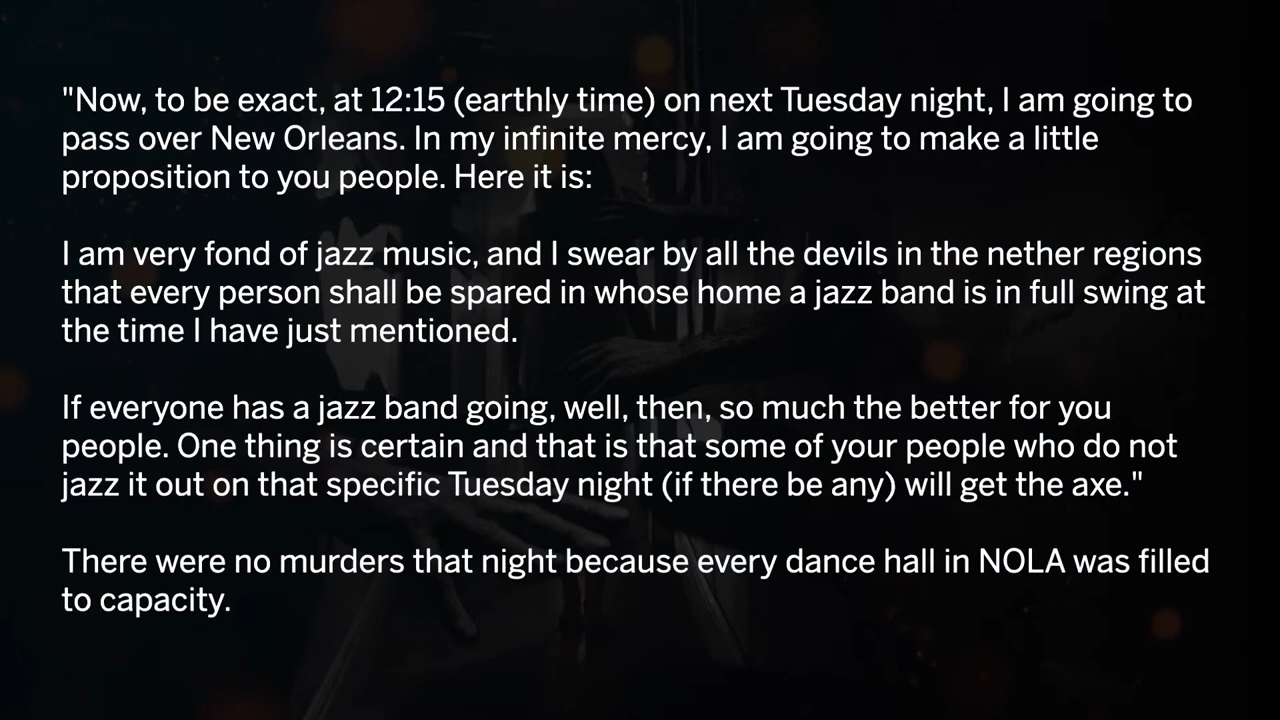 "Now, to be exact, at 12:15 (earthly time) on next Tuesday night, I am going to
pass over New Orleans. In my infinite mercy, I am going to make a little
proposition to you people. Here it is:
I am very fond of jazz music, and I swear by all the devils in the nether regions
that every person shall be spared in whose home a jazz band is in full swing at
the time I have just mentioned.
If everyone has a jazz band going, well, then, so much the better for you
people. One thing is certain and that is that some of your people who do not
jazz it out on that specific Tuesday night (if there be any) will get the axe."
There were no murders that night because every dance hall in NOLA was filled
to capacity.